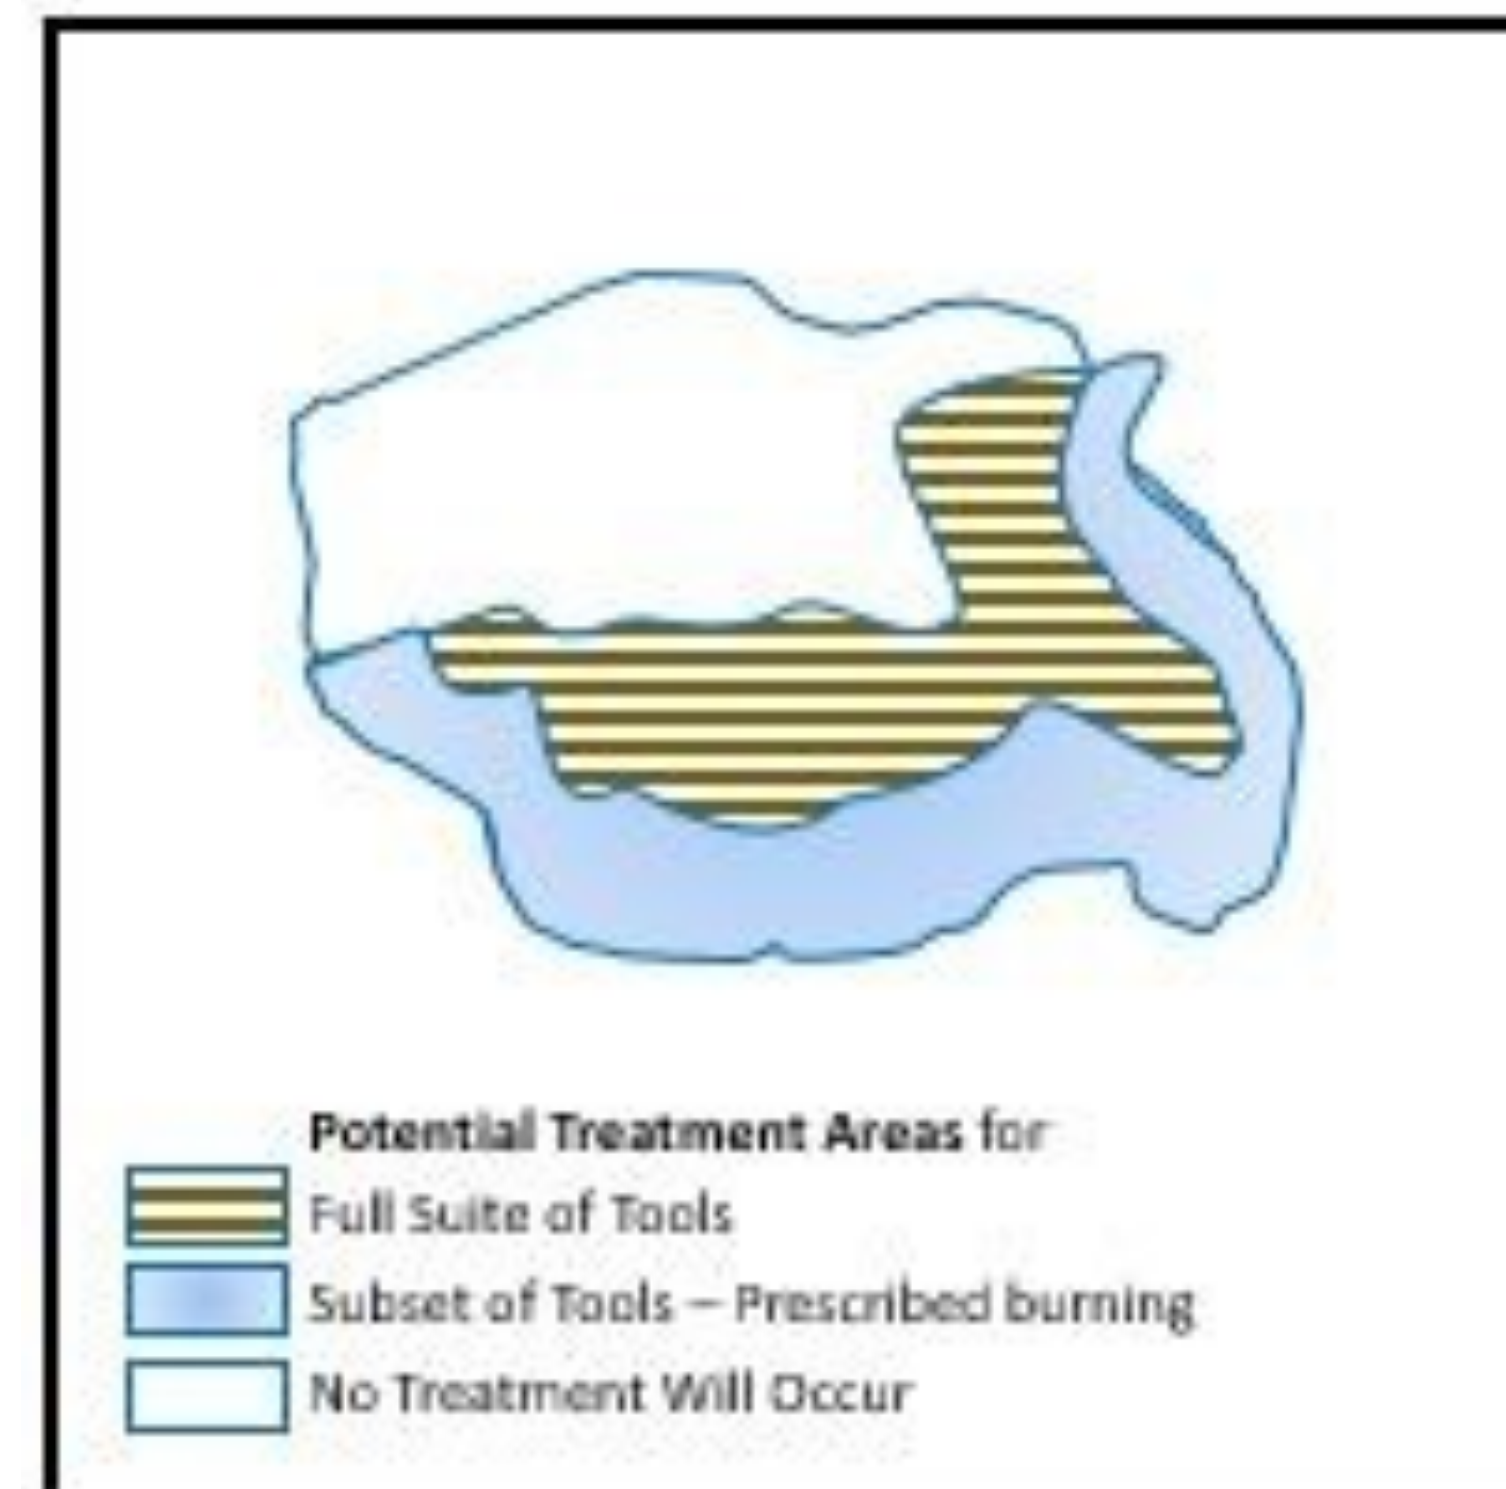 Potential Treatment Areas for
Full Suite of Tools
Subset of Tools – Prescribed burning
No Treatment Will Occur